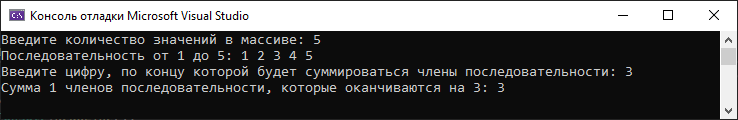 Консоль отладки Microsoft Visual Studio
Введите количество значений в массиве: 5
Последовательность от 1 до 5: 1 2 3 4 5
Введите цифру, по концу которой будет суммироваться члены последовательности: 3
Сумма 1 членов последовательности, которые оканчиваются на 3: 3